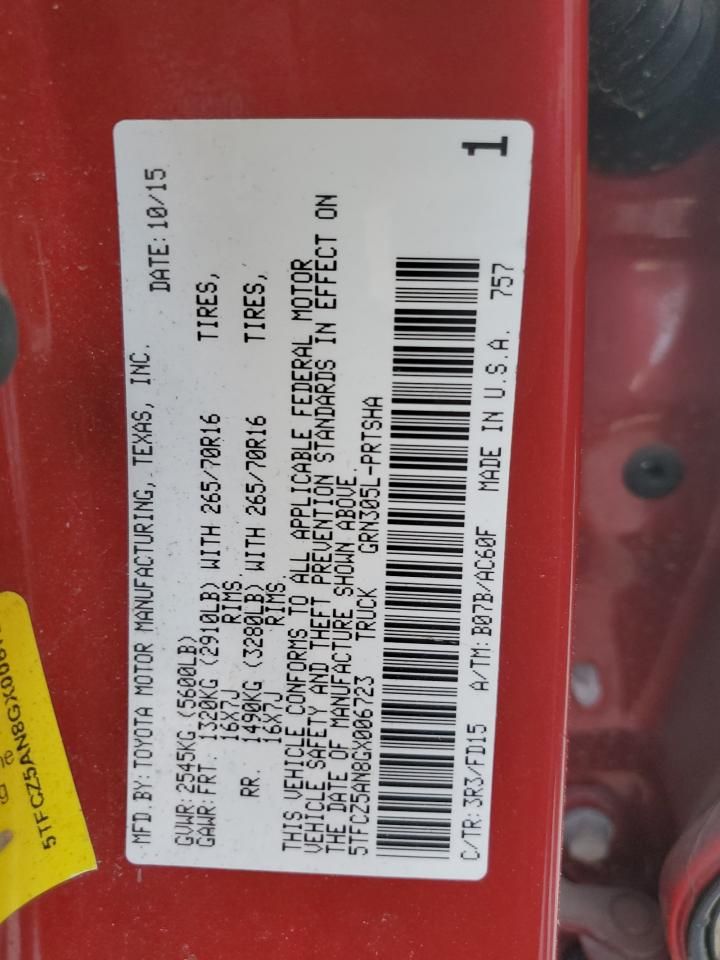 MFD.BY:TOYOTA MOTOR MANUFACTURING, TEXAS, INC.
DATE:10/15
GVWR:2545KG (5600LB)
GAWR:FRT. 1320KG (2910LB) WITH 265/70R16 TIRES,
16X7J RIMS.
RR. 1490KG (3280LB) WITH 265/70R16 TIRES,
16X7J RIMS.
THIS VEHICLE CONFORMS TO ALL APPLICABLE FEDERAL MOTOR
VEHICLE SAFETY AND THEFT PREVENTION STANDARDS IN EFFECT ON
THE DATE OF MANUFACTURE SHOWN ABOVE.
5TFCZ5AN8GX006723 TRUCK GRN305L-PRTSHA
C/TR:3R3/FD15 A/TM:B07B/AC60F MADE IN U.S.A. 757
1